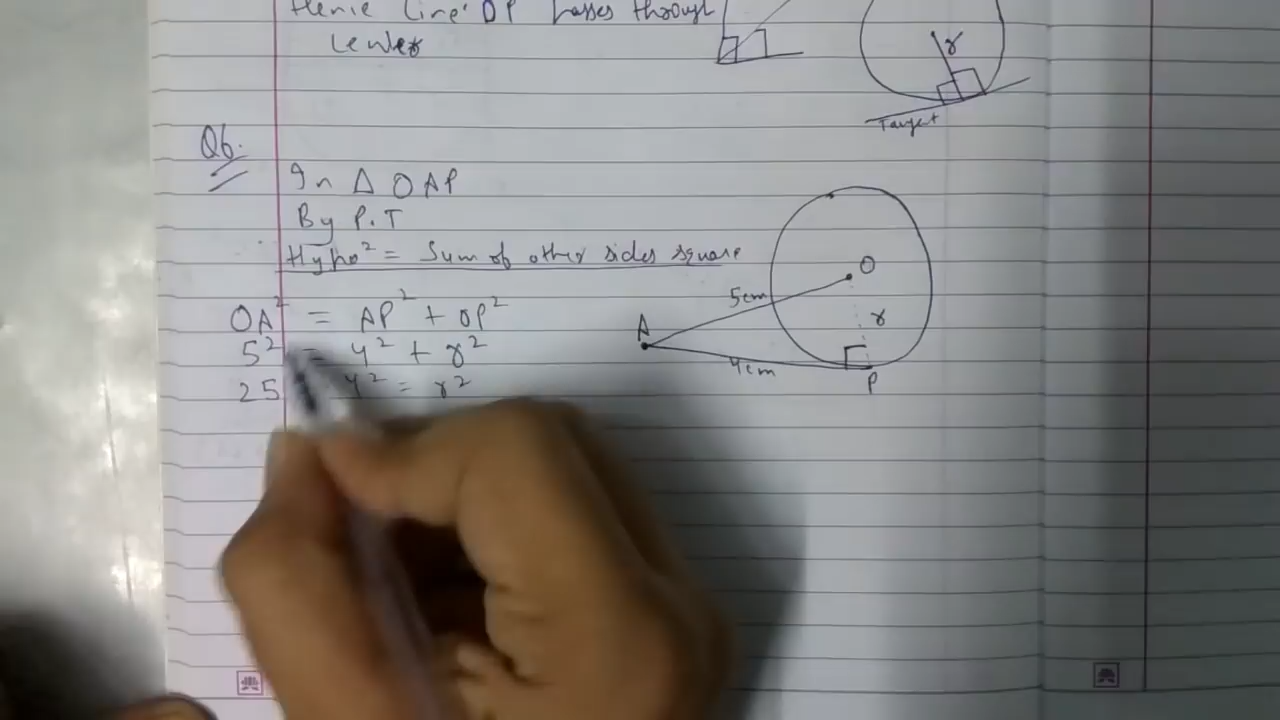 Hence line OP passes through
r
Tangent
Q6.
In Δ OAP
By P.T
Hypo² = Sum of other sides square
OA² = AP² + OP²
5² = 4² + r²
25 4² = r²
O
5cm
A
r
4cm
P